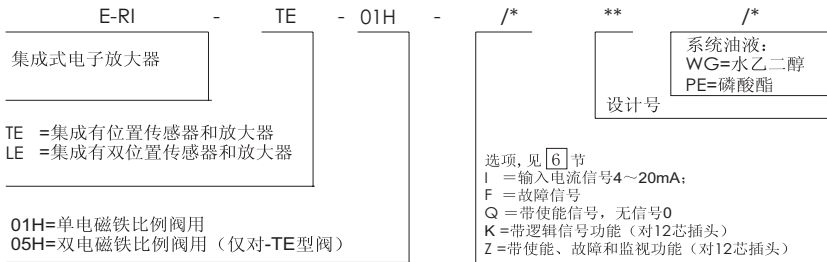 E-RI - TE - 01H - /* ** /*
集成式电子放大器
系统油液：
WG=水乙二醇
PE=磷酸酯
设计号
TE =集成有位置传感器和放大器
LE =集成有双位置传感器和放大器
选项, 见 6 节
I =输入电流信号4～20mA;
F =故障信号
Q =带使能信号，无信号0
K =带逻辑信号功能（对12芯插头）
Z =带使能、故障和监视功能（对12芯插头）
01H=单电磁铁比例阀用
05H=双电磁铁比例阀用（仅对-TE型阀）